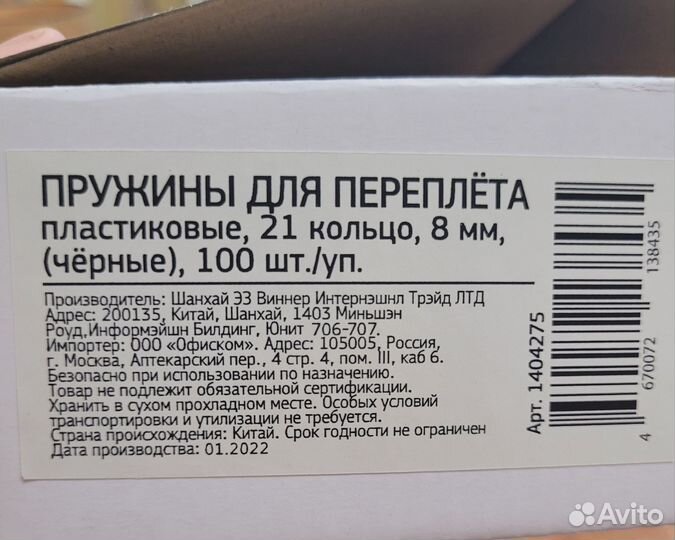 ПРУЖИНЫ ДЛЯ ПЕРЕПЛЁТА
пластиковые, 21 кольцо, 8 мм,
(чёрные), 100 шт./уп.
Производитель: Шанхай ЭЗ Виннер Интернэшнл Трэйд ЛТД
Адрес: 200135, Китай, Шанхай, 1403 Миньшэн
Роуд,Информэйшн Билдинг, Юнит 706-707.
Импортер: ООО «Офиском». Адрес: 105005, Россия,
г. Москва, Аптекарский пер., 4 стр. 4, пом. III, каб 6.
Безопасно при использовании по назначению.
Товар не подлежит обязательной сертификации.
Хранить в сухом прохладном месте. Особых условий
транспортировки и утилизации не требуется.
Страна происхождения: Китай. Срок годности не ограничен
Дата производства: 01.2022
Арт. 1404275
4 670072 138435
Avito